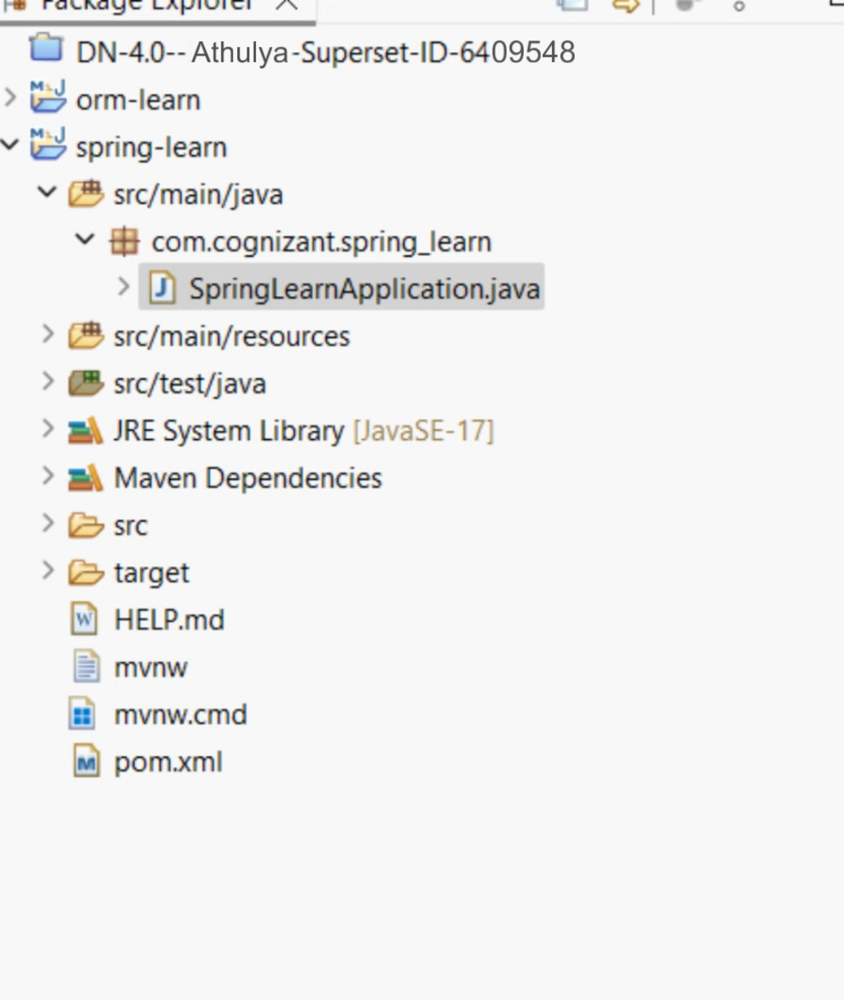 Package Explorer
DN-4.0-- Athulya-Superset-ID-6409548
orm-learn
spring-learn
src/main/java
com.cognizant.spring_learn
SpringLearnApplication.java
src/main/resources
src/test/java
JRE System Library [JavaSE-17]
Maven Dependencies
src
target
HELP.md
mvnw
mvnw.cmd
pom.xml